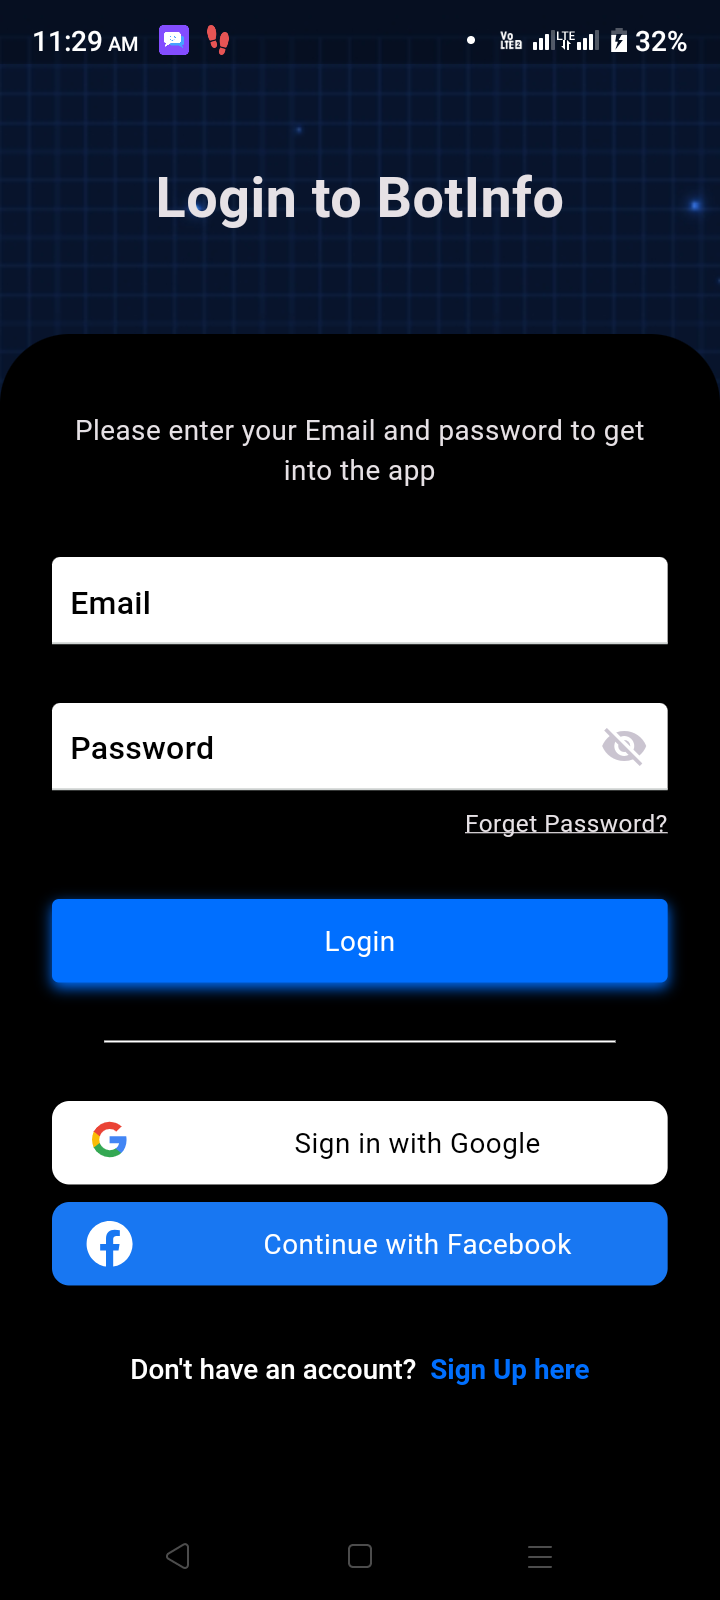 11:29 AM
Vo LTE2 LTE 32%
Login to BotInfo
Please enter your Email and password to get
into the app
Email
Password
Forget Password?
Login
Sign in with Google
Continue with Facebook
Don't have an account? Sign Up here